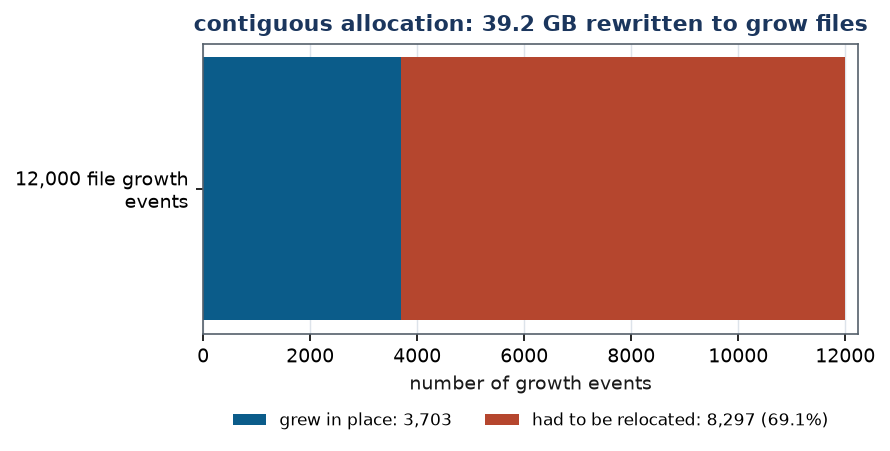 contiguous allocation: 39.2 GB rewritten to grow files
12,000 file growth
events
0 2000 4000 6000 8000 10000 12000
number of growth events
grew in place: 3,703 had to be relocated: 8,297 (69.1%)